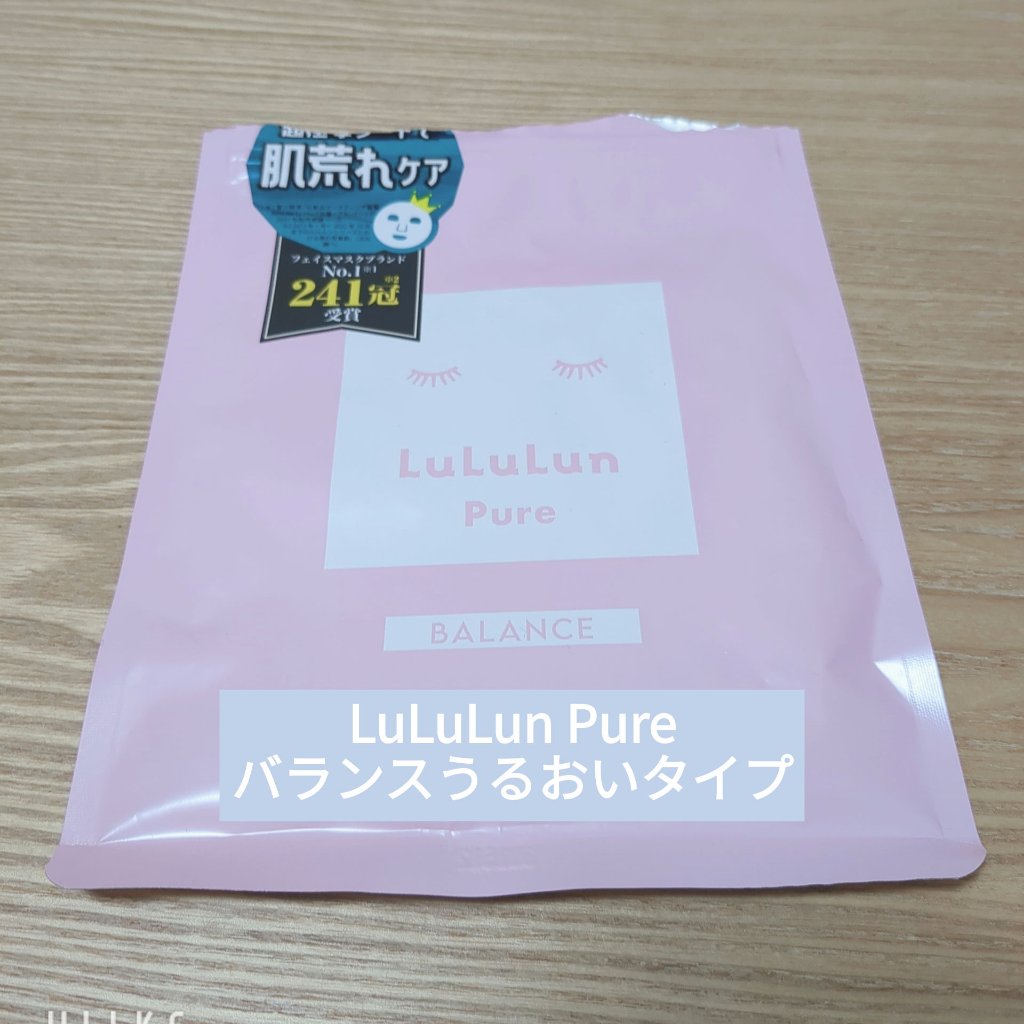 肌荒れケア
フェイスマスクブランド
No.1※1
241冠※2
受賞
LuLuLun
Pure
BALANCE
LuLuLun Pure
バランスうるおいタイプ